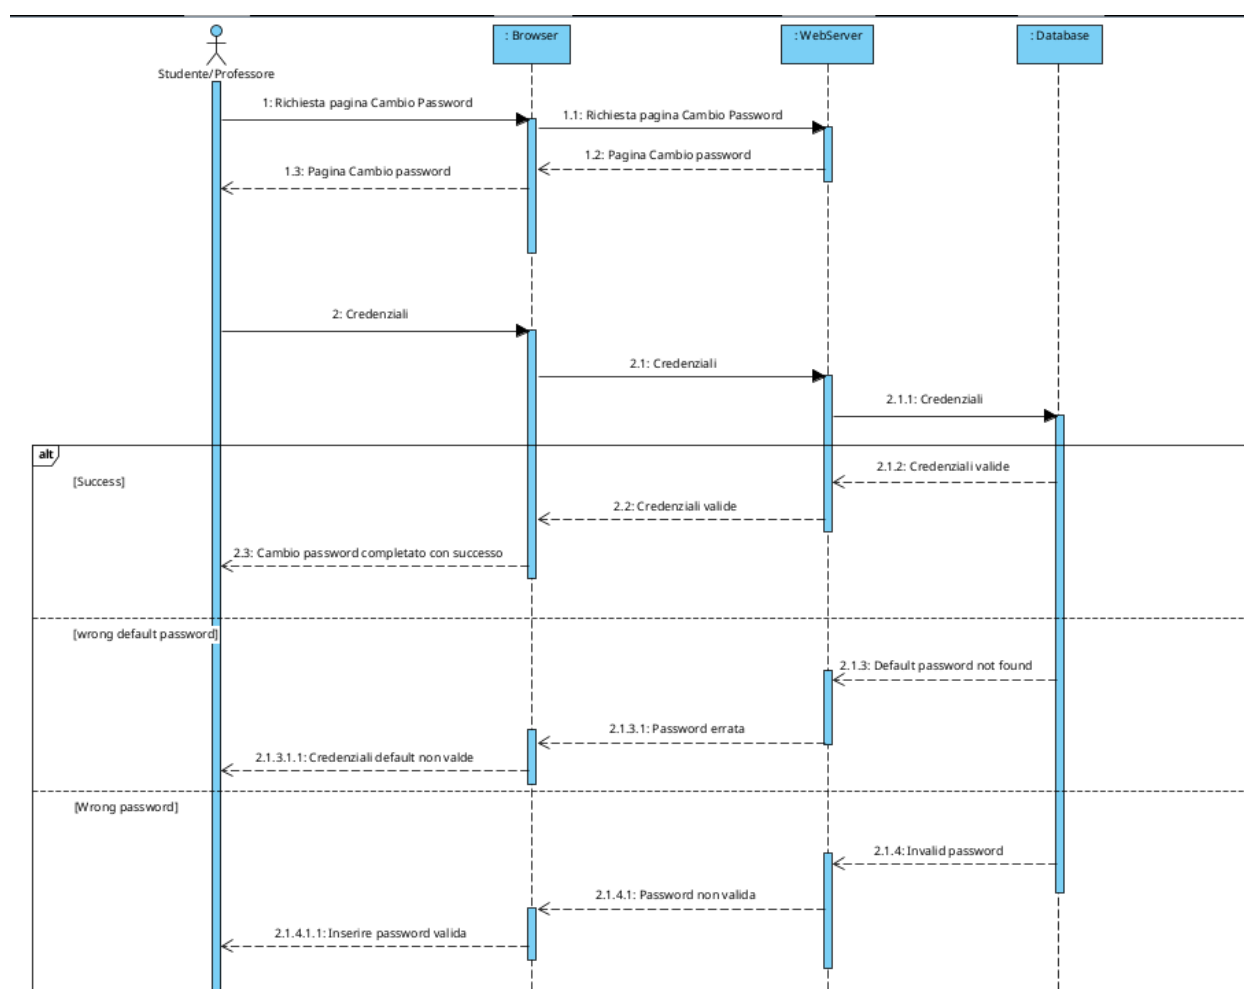 : Browser
: WebServer
: Database
Studente/Professore
1: Richiesta pagina Cambio Password
1.1: Richiesta pagina Cambio Password
1.2: Pagina Cambio password
1.3: Pagina Cambio password
2: Credenziali
2.1: Credenziali
2.1.1: Credenziali
alt
[Success]
2.1.2: Credenziali valide
2.2: Credenziali valide
2.3: Cambio password completato con successo
[wrong default password]
2.1.3: Default password not found
2.1.3.1: Password errata
2.1.3.1.1: Credenziali default non valde
[Wrong password]
2.1.4: Invalid password
2.1.4.1: Password non valida
2.1.4.1.1: Inserire password valida